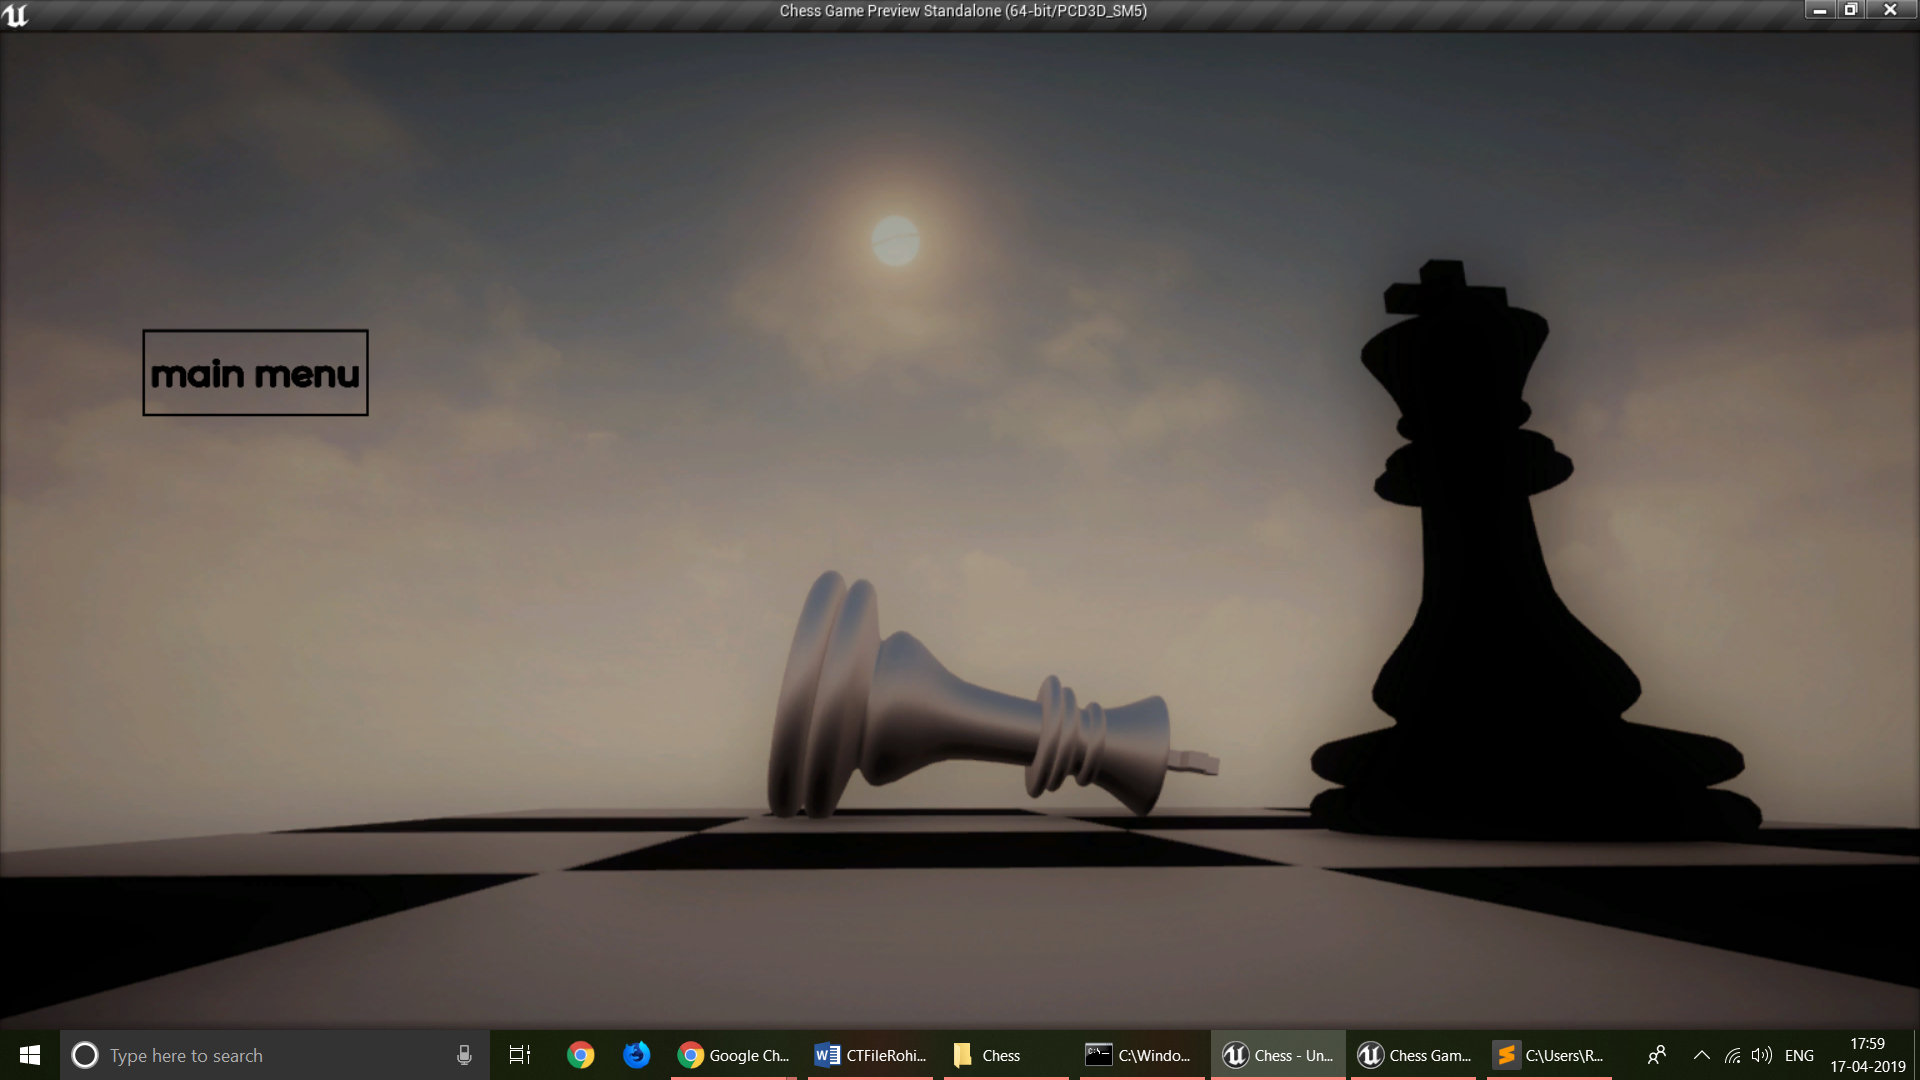 Chess Game Preview Standalone (64-bit/PCD3D_SM5)
main menu
Type here to search
Google Ch...
CTFileRohi...
Chess
C:\Windo...
Chess - Un...
Chess Gam...
C:\Users\R...
ENG
17:59
17-04-2019